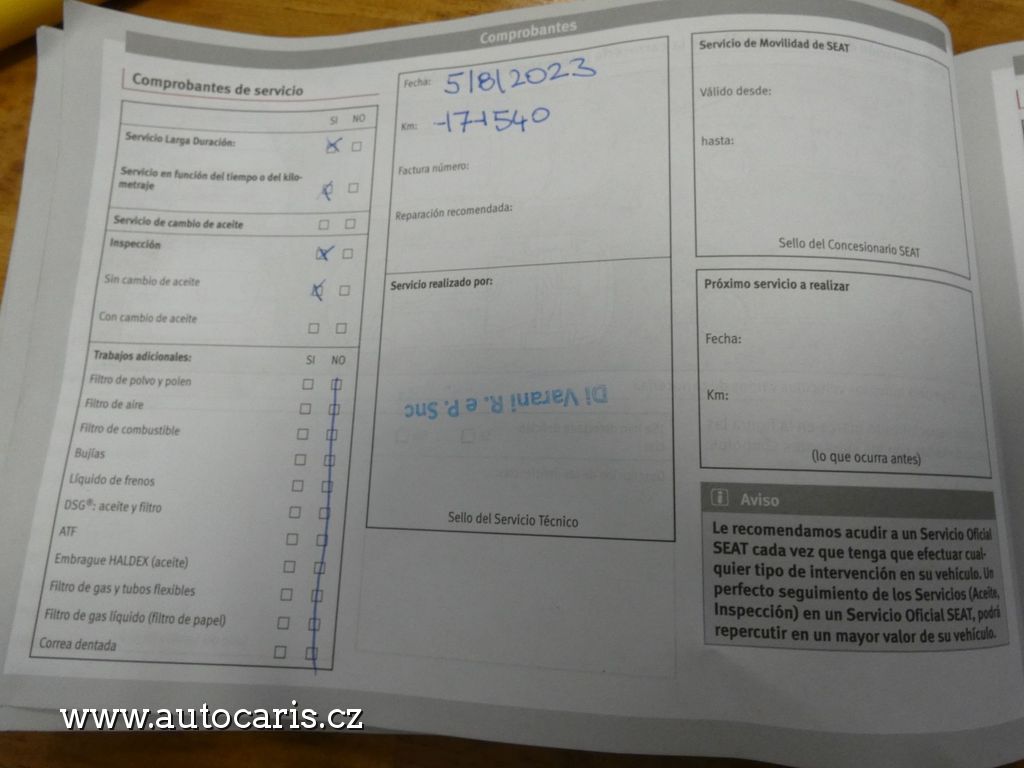 Comprobantes
Comprobantes de servicio
SI NO
Servicio Larga Duración:
Servicio en función del tiempo o del kilo-
metraje
Servicio de cambio de aceite
Inspección
Sin cambio de aceite
Con cambio de aceite
Trabajos adicionales: SI NO
Filtro de polvo y polen
Filtro de aire
Filtro de combustible
Bujías
Líquido de frenos
DSG®: aceite y filtro
ATF
Embrague HALDEX (aceite)
Filtro de gas y tubos flexibles
Filtro de gas líquido (filtro de papel)
Correa dentada
Fecha: 5/8/2023
Km: 171540
Factura número:
Reparación recomendada:
Servicio realizado por:
Di Varani R. e P. Snc
Sello del Servicio Técnico
Servicio de Movilidad de SEAT
Válido desde:
hasta:
Sello del Concesionario SEAT
Próximo servicio a realizar
Fecha:
Km:
(lo que ocurra antes)
i Aviso
Le recomendamos acudir a un Servicio Oficial
SEAT cada vez que tenga que efectuar cual-
quier tipo de intervención en su vehículo. Un
perfecto seguimiento de los Servicios (Aceite,
Inspección) en un Servicio Oficial SEAT, podrá
repercutir en un mayor valor de su vehículo.
www.autocaris.cz